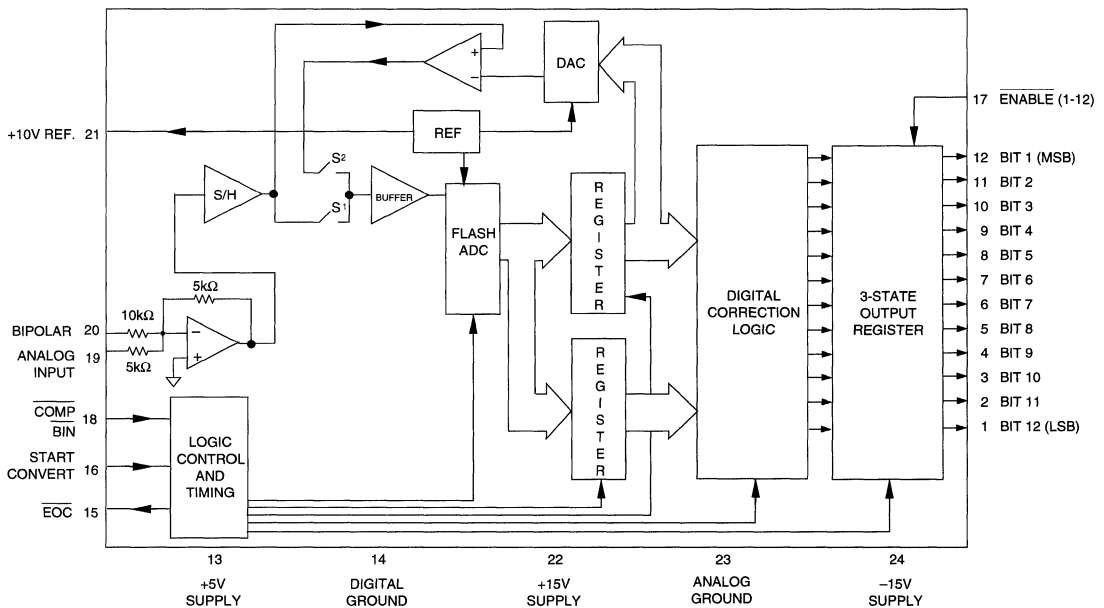 DAC
+
−
17 ENABLE (1-12)
+10V REF. 21
REF
12 BIT 1 (MSB)
11 BIT 2
10 BIT 3
9 BIT 4
8 BIT 5
7 BIT 6
6 BIT 7
5 BIT 8
4 BIT 9
3 BIT 10
2 BIT 11
1 BIT 12 (LSB)
S2
S1
S/H
BUFFER
FLASH
ADC
REGISTER
REGISTER
DIGITAL
CORRECTION
LOGIC
3-STATE
OUTPUT
REGISTER
5kΩ
10kΩ
BIPOLAR 20
ANALOG 19
INPUT
5kΩ
−
+
COMP
18
BIN
START
CONVERT 16
EOC 15
LOGIC
CONTROL
AND
TIMING
13
+5V
SUPPLY
14
DIGITAL
GROUND
22
+15V
SUPPLY
23
ANALOG
GROUND
24
−15V
SUPPLY